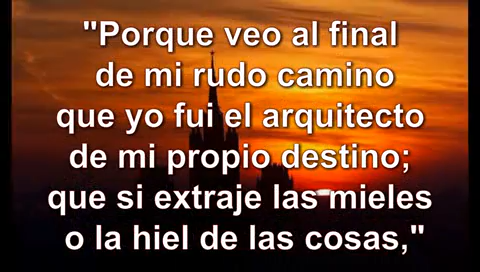 "Porque veo al final
de mi rudo camino
que yo fui el arquitecto
de mi propio destino;
que si extraje las mieles
o la hiel de las cosas,"